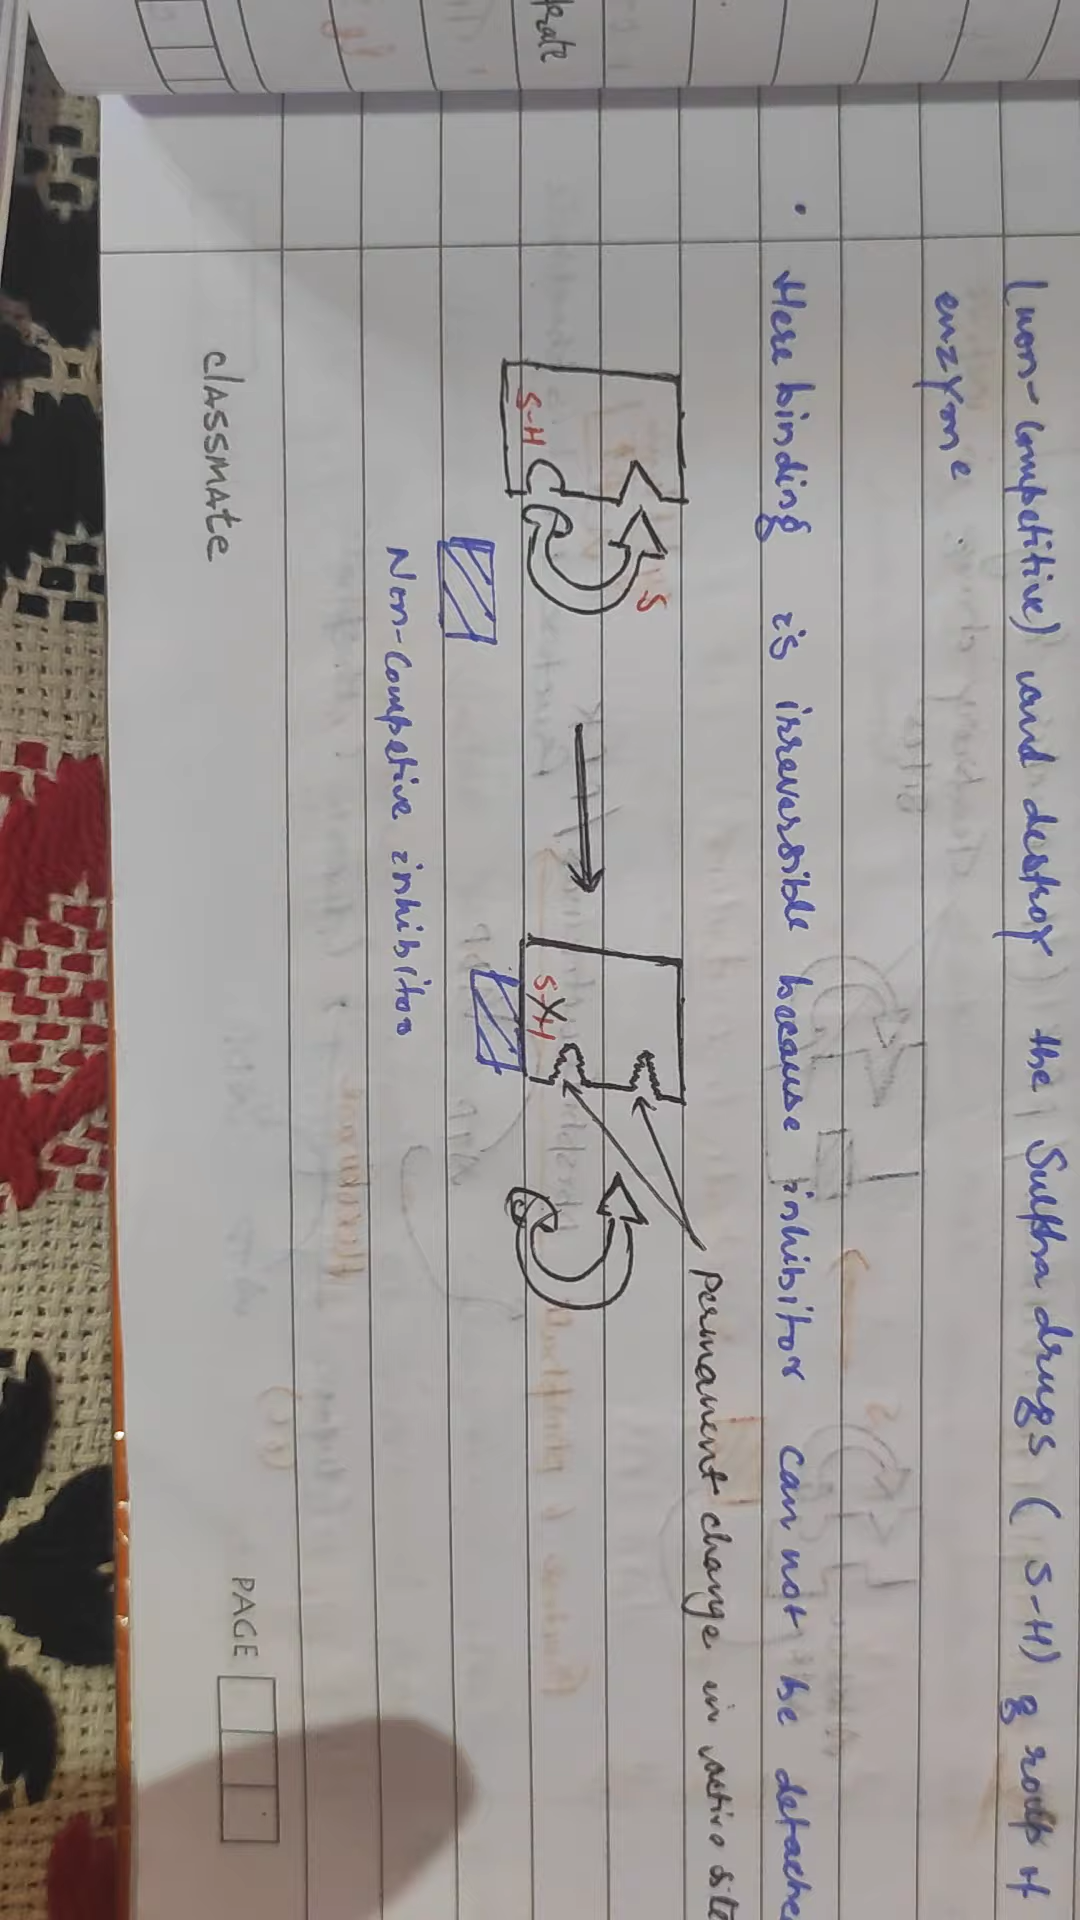 (non-competitive) and destroy the Sulpha drugs (S-H) group of
enzyme.
• Here binding is irreversible because inhibitor can not be detache
permanent change in active site
S
S-H
S-H
Non-Competive inhibitor
classmate
PAGE